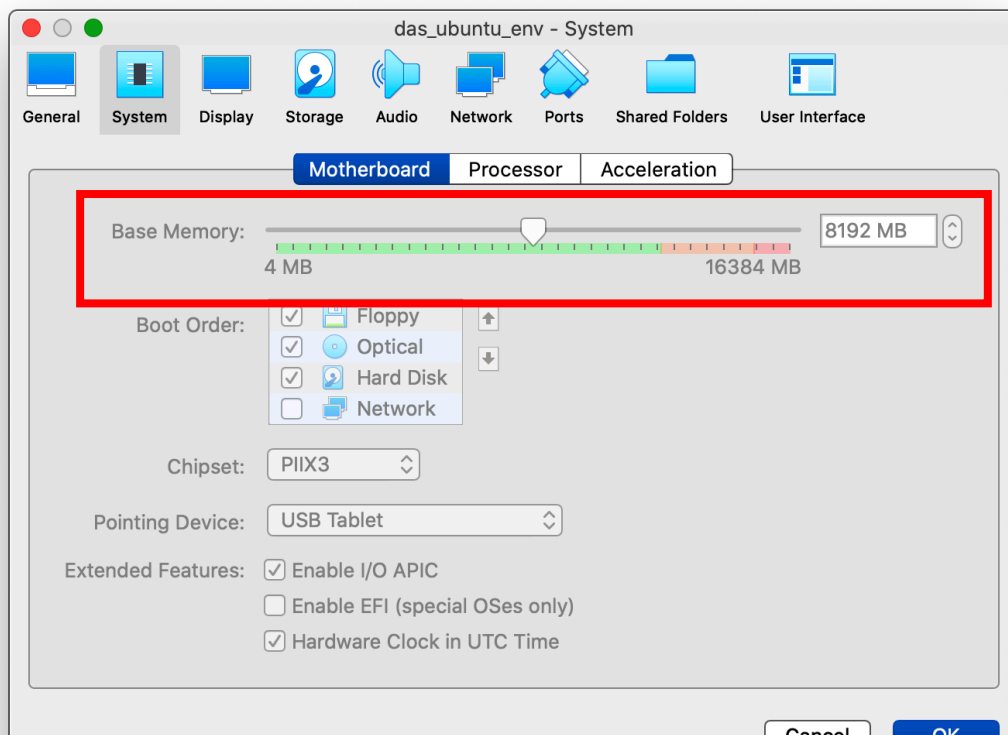 das_ubuntu_env - System
General System Display Storage Audio Network Ports Shared Folders User Interface
Motherboard Processor Acceleration
Base Memory: 8192 MB
4 MB 16384 MB
Boot Order: Floppy
Optical
Hard Disk
Network
Chipset: PIIX3
Pointing Device: USB Tablet
Extended Features: Enable I/O APIC
Enable EFI (special OSes only)
Hardware Clock in UTC Time
Cancel OK